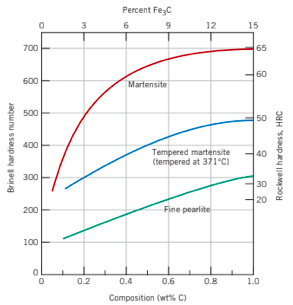 Percent Fe3C
0 3 6 9 12 15
700
600
500
400
300
200
100
0
Brinell hardness number
Martensite
Tempered martensite
(tempered at 371°C)
Fine pearlite
65
60
50
40
30
20
Rockwell hardness, HRC
0 0.2 0.4 0.6 0.8 1.0
Composition (wt% C)